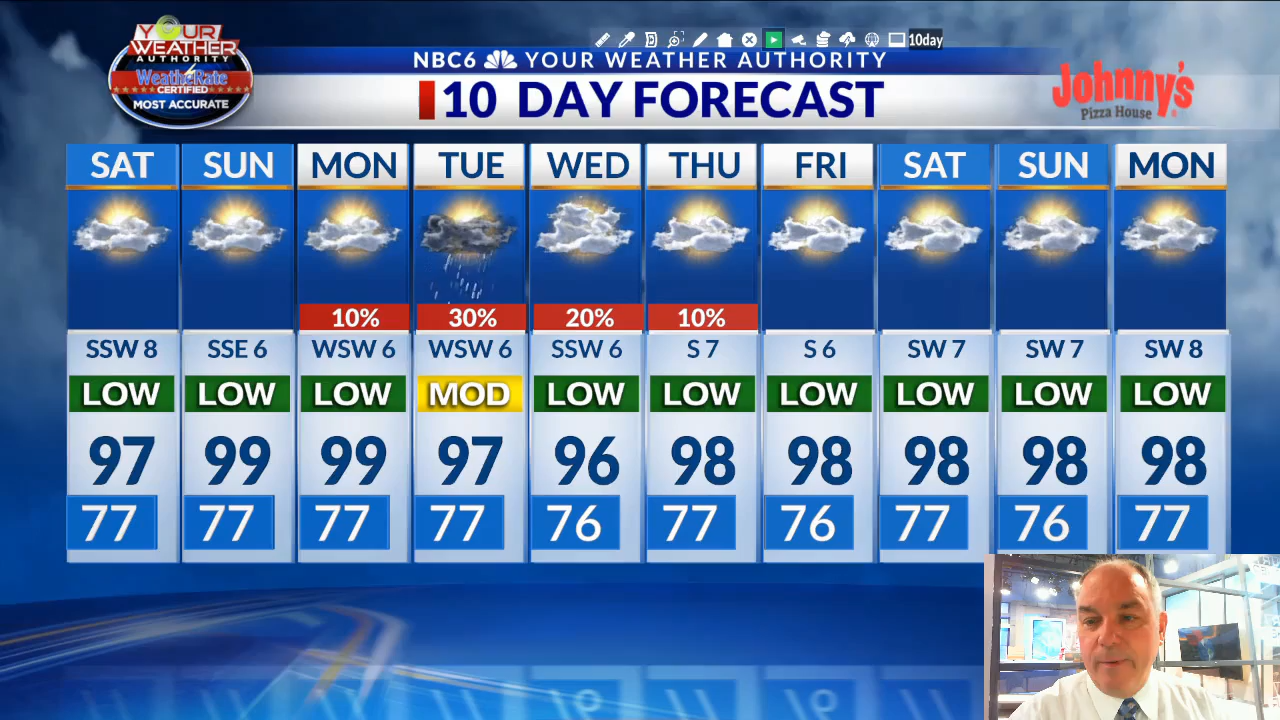 YOUR
WEATHER
AUTHORITY
WeatheRate
CERTIFIED
MOST ACCURATE
10day
NBC6 YOUR WEATHER AUTHORITY
10 DAY FORECAST
Johnny's
Pizza House
SAT SUN MON TUE WED THU FRI SAT SUN MON
10% 30% 20% 10%
SSW 8 SSE 6 WSW 6 WSW 6 SSW 6 S 7 S 6 SW 7 SW 7 SW 8
LOW LOW LOW MOD LOW LOW LOW LOW LOW LOW
97 99 99 97 96 98 98 98 98 98
77 77 77 77 76 77 76 77 76 77